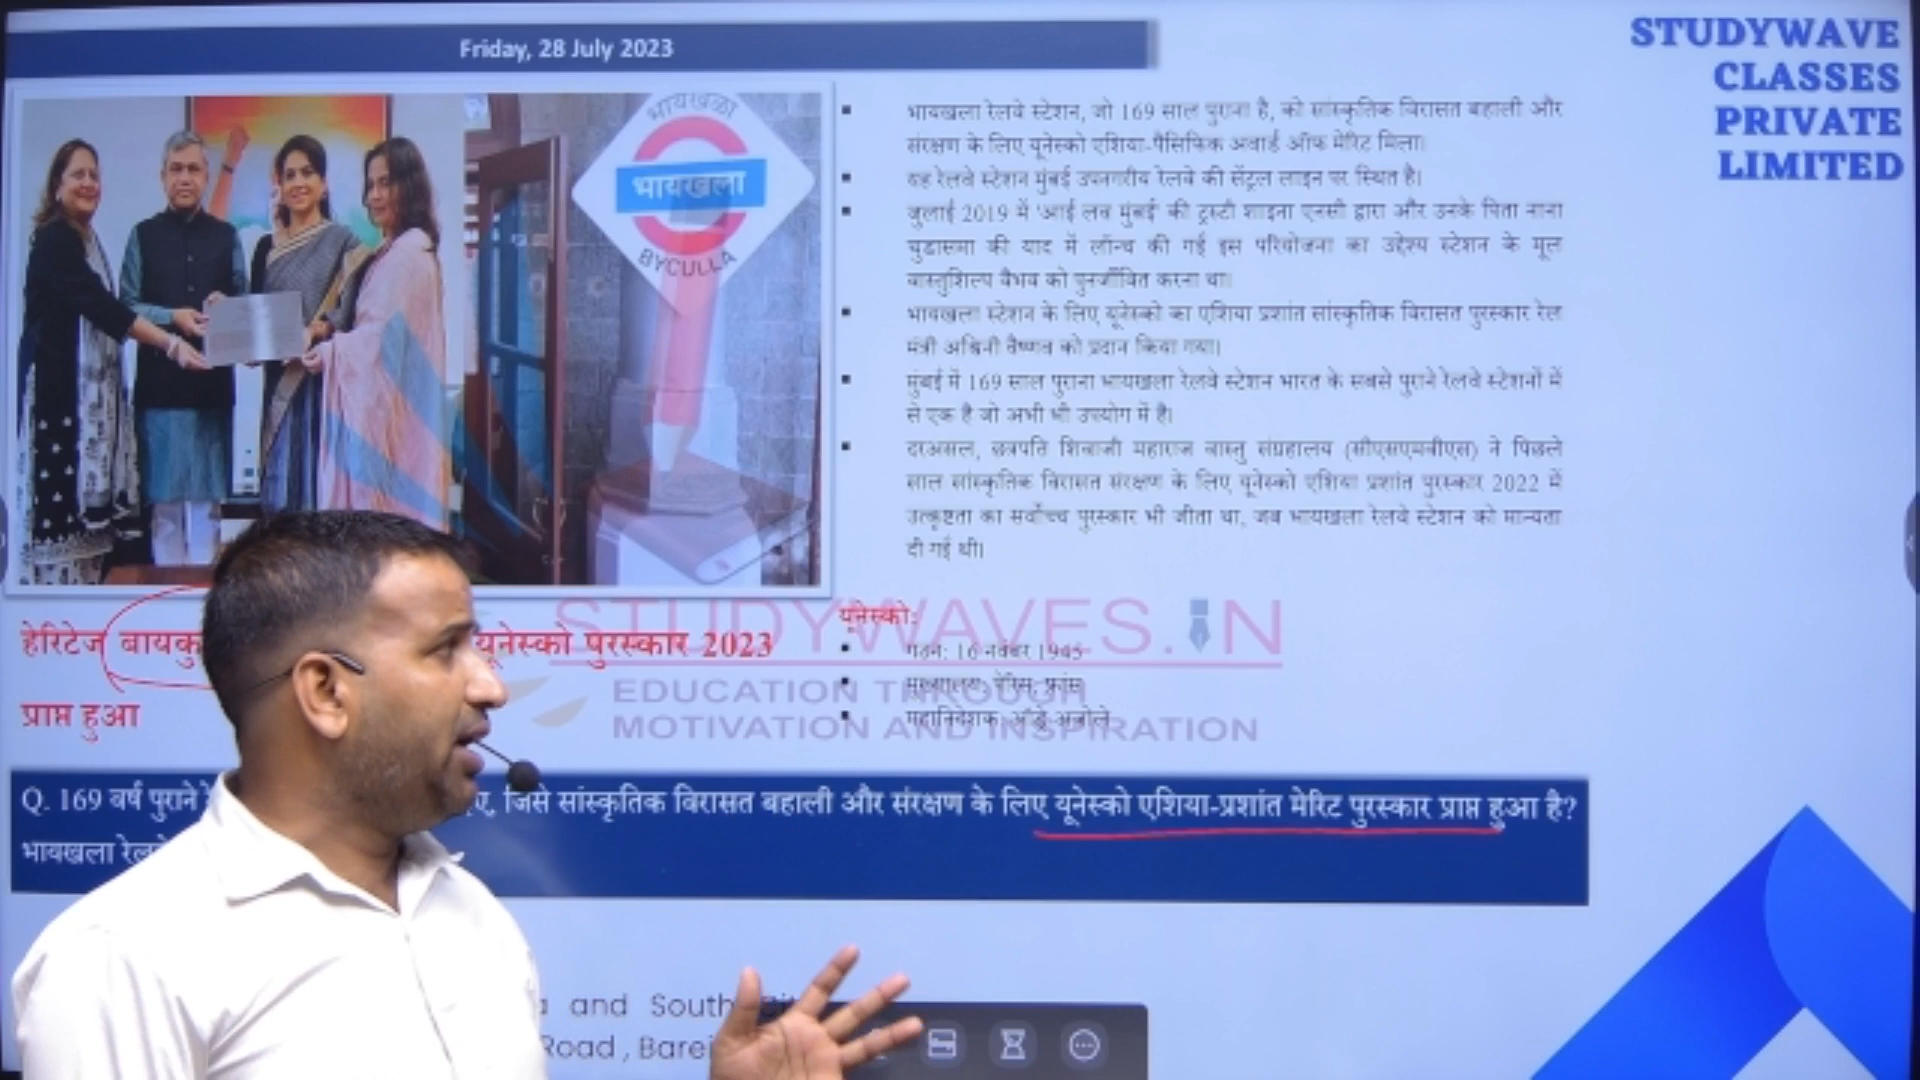 Friday, 28 July 2023
STUDYWAVE
CLASSES
PRIVATE
LIMITED
भायखळा
भायखला
BYCULLA
भायखला रेलवे स्टेशन, जो 169 साल पुराना है, को सांस्कृतिक विरासत बहाली और
संरक्षण के लिए यूनेस्को एशिया-पैसिफिक अवार्ड ऑफ मेरिट मिला।
यह रेलवे स्टेशन मुंबई उपनगरीय रेलवे की सेंट्रल लाइन पर स्थित है।
जुलाई 2019 में 'आई लव मुंबई' की ट्रस्टी शाइना एनसी द्वारा और उनके पिता नाना
चुडासमा की याद में लॉन्च की गई इस परियोजना का उद्देश्य स्टेशन के मूल
वास्तुशिल्प वैभव को पुनर्जीवित करना था।
भायखला स्टेशन के लिए यूनेस्को का एशिया प्रशांत सांस्कृतिक विरासत पुरस्कार रेल
मंत्री अश्विनी वैष्णव को प्रदान किया गया।
मुंबई में 169 साल पुराना भायखला रेलवे स्टेशन भारत के सबसे पुराने रेलवे स्टेशनों में
से एक है जो अभी भी उपयोग में है।
दरअसल, छत्रपति शिवाजी महाराज वास्तु संग्रहालय (सीएसएमवीएस) ने पिछले
साल सांस्कृतिक विरासत संरक्षण के लिए यूनेस्को एशिया प्रशांत पुरस्कार 2022 में
उत्कृष्टता का सर्वोच्च पुरस्कार भी जीता था, जब भायखला रेलवे स्टेशन को मान्यता
दी गई थी।
हेरिटेज बायकु यूनेस्को पुरस्कार 2023
प्राप्त हुआ
यूनेस्को:
गठन: 16 नवंबर 1945
मुख्यालय: पेरिस, फ्रांस
महानिदेशक: ऑड्रे अज़ोले
STUDYWAVES.IN
EDUCATION THROUGH
MOTIVATION AND INSPIRATION
Q. 169 वर्ष पुराने जिसे सांस्कृतिक विरासत बहाली और संरक्षण के लिए यूनेस्को एशिया-प्रशांत मेरिट पुरस्कार प्राप्त हुआ है?
भायखला
and South
Road , Barei